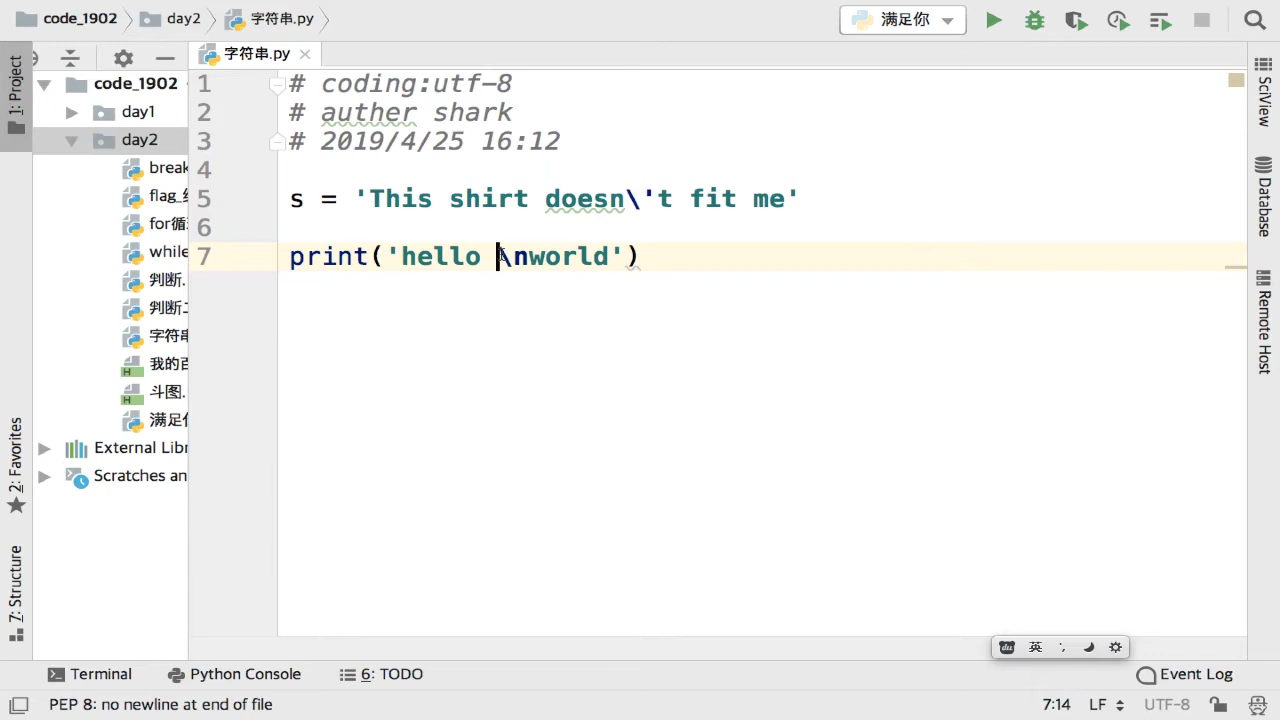 code_1902 day2 字符串.py 满足你
字符串.py
1: Project
code_1902
day1
day2
break
for循
while
判断.
判断
字符串
我的百
斗图.
满足你
External Libr
Scratches an
2: Favorites
7: Structure
1 # coding:utf-8
2 # auther shark
3 # 2019/4/25 16:12
4
5 s = 'This shirt doesn\'t fit me'
6
7 print('hello \nworld')
SciView
Database
Remote Host
du 英
Terminal Python Console 6: TODO Event Log
PEP 8: no newline at end of file 7:14 LF UTF-8